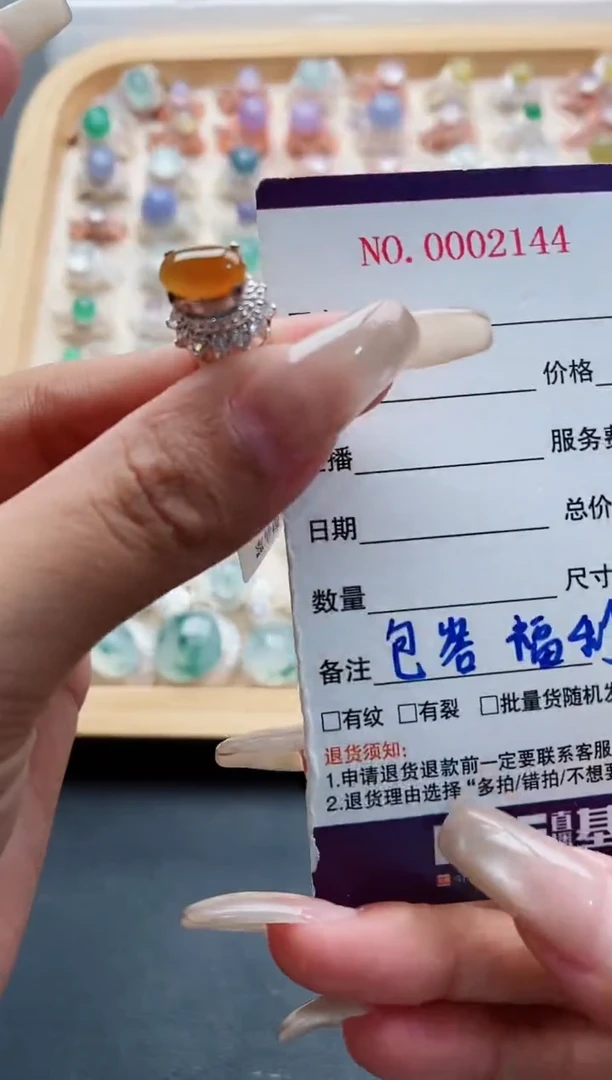 NO.0002144
价格
播
服务费
日期
总价
数量
尺寸
备注 包岩 福利
□有纹 □有裂 □批量货随机发
退货须知:
1.申请退货退款前一定要联系客服
2.退货理由选择“多拍/错拍/不想要
基